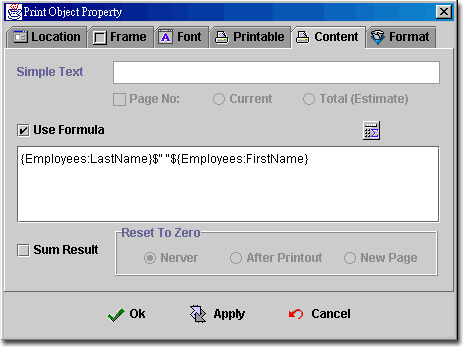 Print Object Property
Location Frame Font Printable Content Format
Simple Text
Page No: Current Total (Estimate)
Use Formula
{Employees:LastName}$" "${Employees:FirstName}
Sum Result
Reset To Zero
Nerver After Printout New Page
Ok Apply Cancel